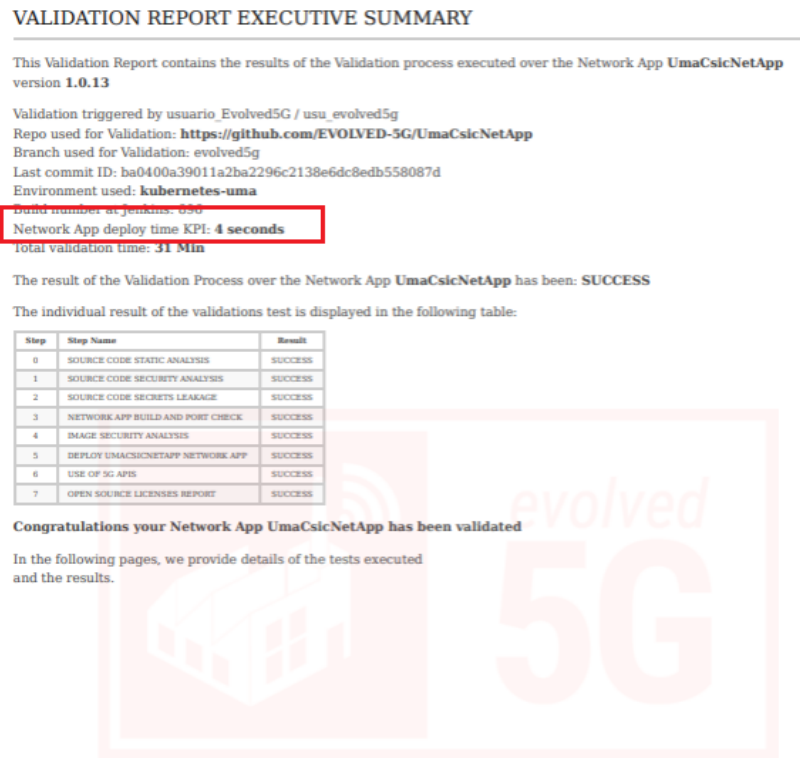 VALIDATION REPORT EXECUTIVE SUMMARY
This Validation Report contains the results of the Validation process executed over the Network App UmaCsicNetApp
version 1.0.13
Validation triggered by usuario_Evolved5G / usu_evolved5g
Repo used for Validation: https://github.com/EVOLVED-5G/UmaCsicNetApp
Branch used for Validation: evolved5g
Last commit ID: ba0400a39011a2ba2296c2138e6dc8edb558087d
Environment used: kubernetes-uma
Build number at Jenkins:
Network App deploy time KPI: 4 seconds
Total validation time: 31 Min
The result of the Validation Process over the Network App UmaCsicNetApp has been: SUCCESS
The individual result of the validations test is displayed in the following table:
Step Step Name Result
0 SOURCE CODE STATIC ANALYSIS SUCCESS
1 SOURCE CODE SECURITY ANALYSIS SUCCESS
2 SOURCE CODE SECRETS LEAKAGE SUCCESS
3 NETWORK APP BUILD AND PORT CHECK SUCCESS
4 IMAGE SECURITY ANALYSIS SUCCESS
5 DEPLOY UMACSICNETAPP NETWORK APP SUCCESS
6 USE OF 5G APIS SUCCESS
7 OPEN SOURCE LICENSES REPORT SUCCESS
Congratulations your Network App UmaCsicNetApp has been validated
In the following pages, we provide details of the tests executed
and the results.
evolved
5G